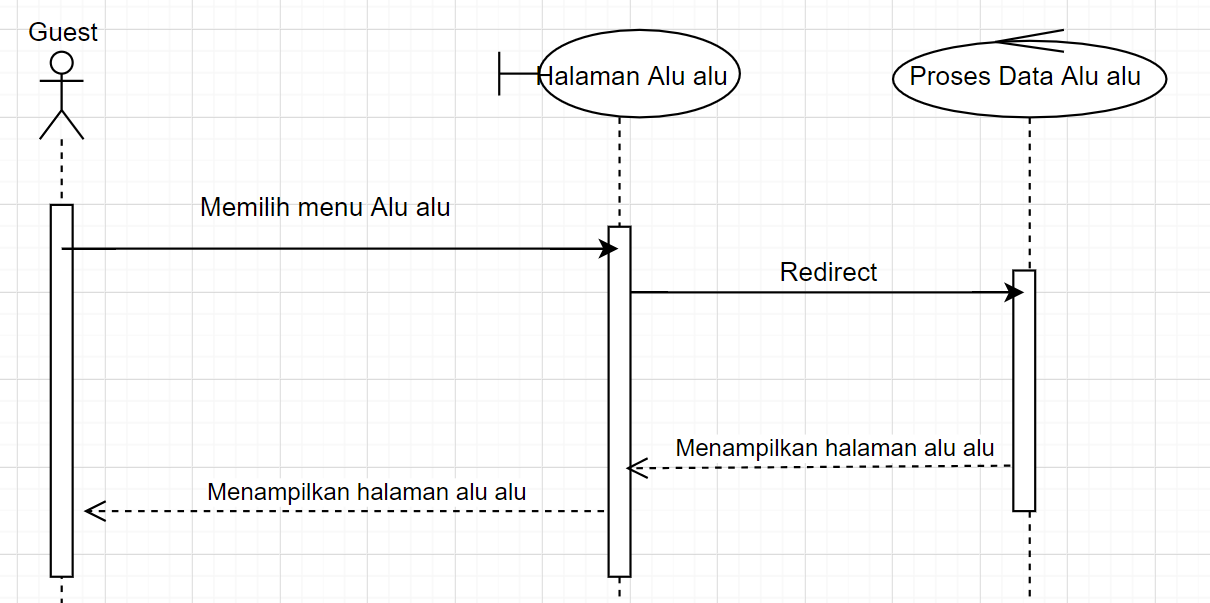 Guest
Halaman Alu alu
Proses Data Alu alu
Memilih menu Alu alu
Redirect
Menampilkan halaman alu alu
Menampilkan halaman alu alu